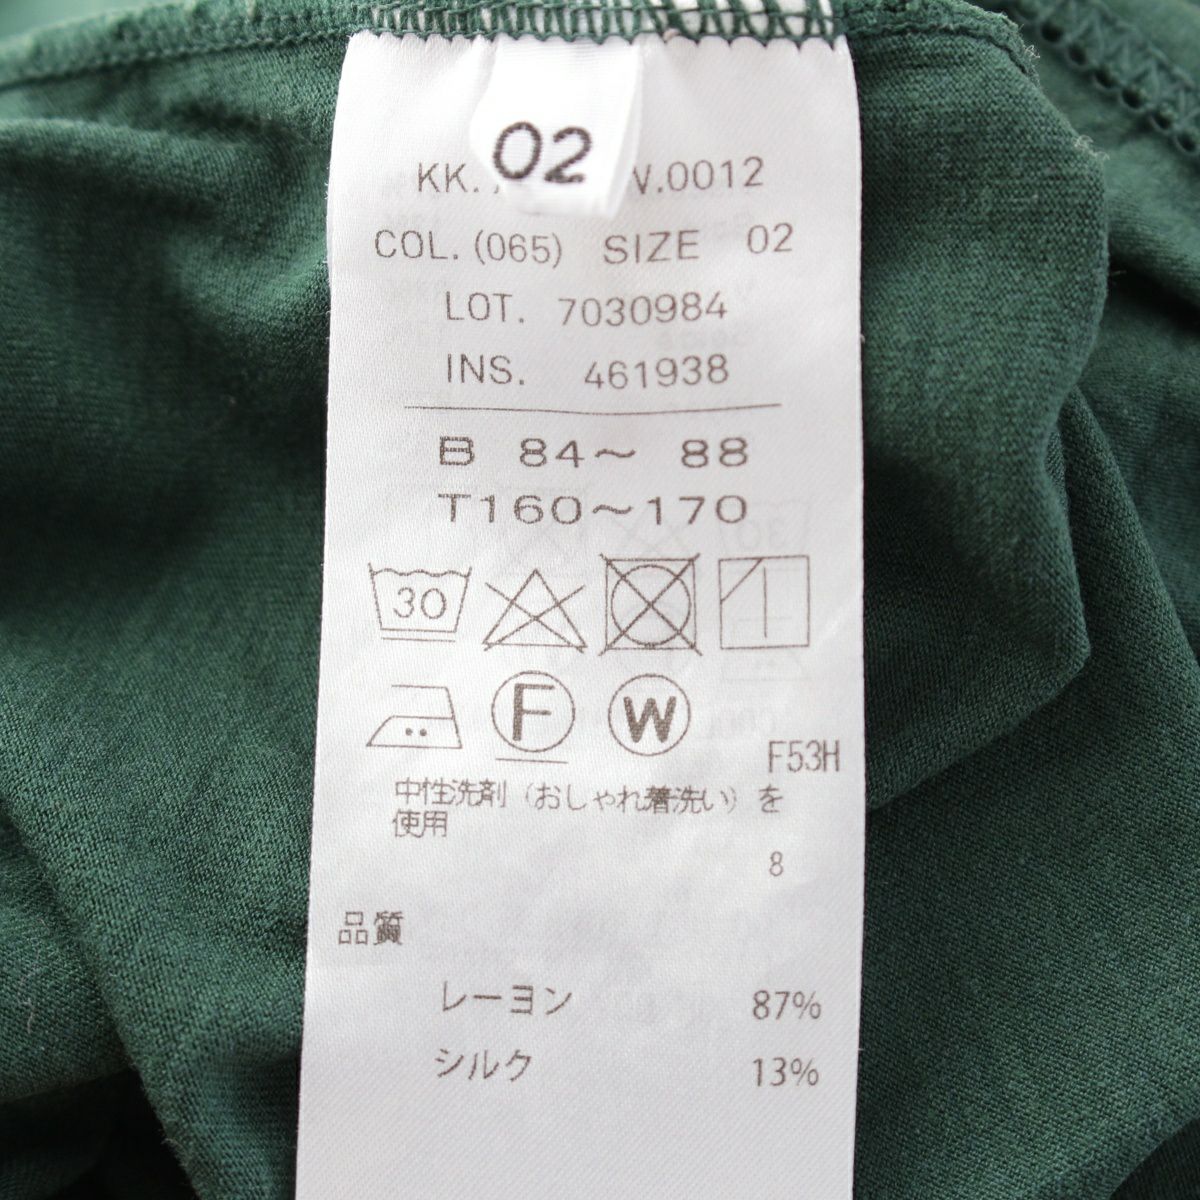 02
KK. V.0012
COL. (065) SIZE 02
LOT. 7030984
INS. 461938
B 84～ 88
T160～170
30
F W
F53H
中性洗剤（おしゃれ着洗い）を
使用
8
品質
レーヨン 87%
シルク 13%